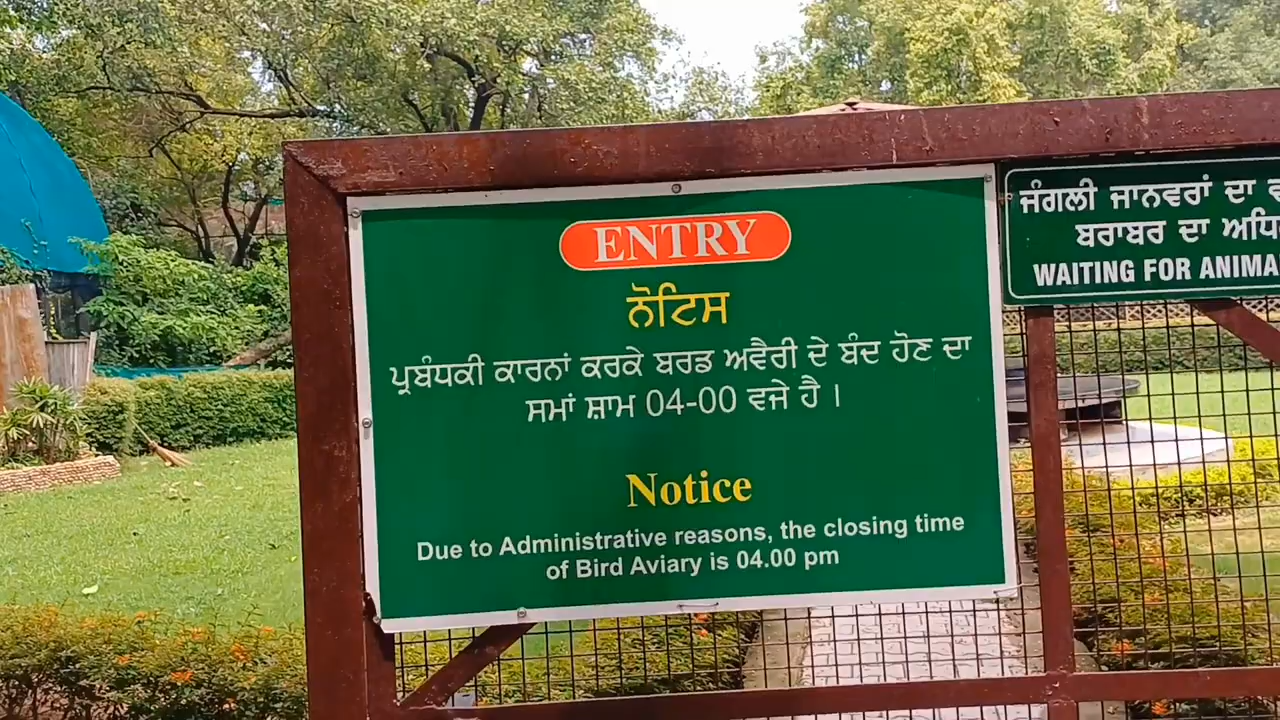 ENTRY
ਨੋਟਿਸ
ਪ੍ਰਬੰਧਕੀ ਕਾਰਨਾਂ ਕਰਕੇ ਬਰਡ ਅਵੈਰੀ ਦੇ ਬੰਦ ਹੋਣ ਦਾ
ਸਮਾਂ ਸ਼ਾਮ 04-00 ਵਜੇ ਹੈ ।
Notice
Due to Administrative reasons, the closing time
of Bird Aviary is 04.00 pm
ਜੰਗਲੀ ਜਾਨਵਰਾਂ ਦਾ
ਬਰਾਬਰ ਦਾ
WAITING FOR